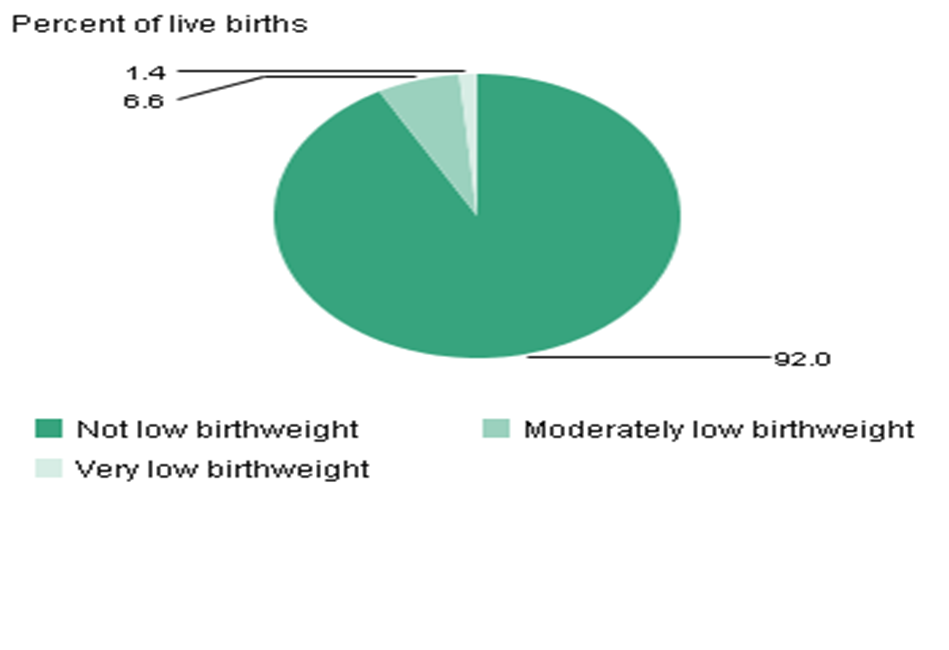 Percent of live births
1.4
6.6
92.0
Not low birthweight
Moderately low birthweight
Very low birthweight